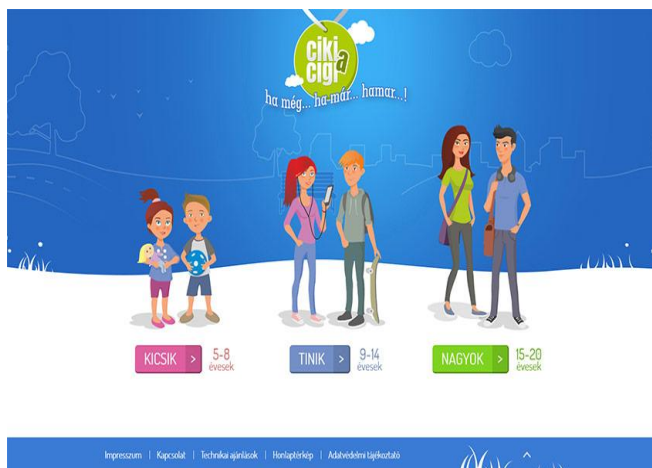 ciki
a
cigi
ha még... ha már... hamar...!
KICSIK > 5-8 évesek
TINIK > 9-14 évesek
NAGYOK > 15-20 évesek
Impresszum | Kapcsolat | Technikai ajánlások | Honlaptérkép | Adatvédelmi tájékoztató